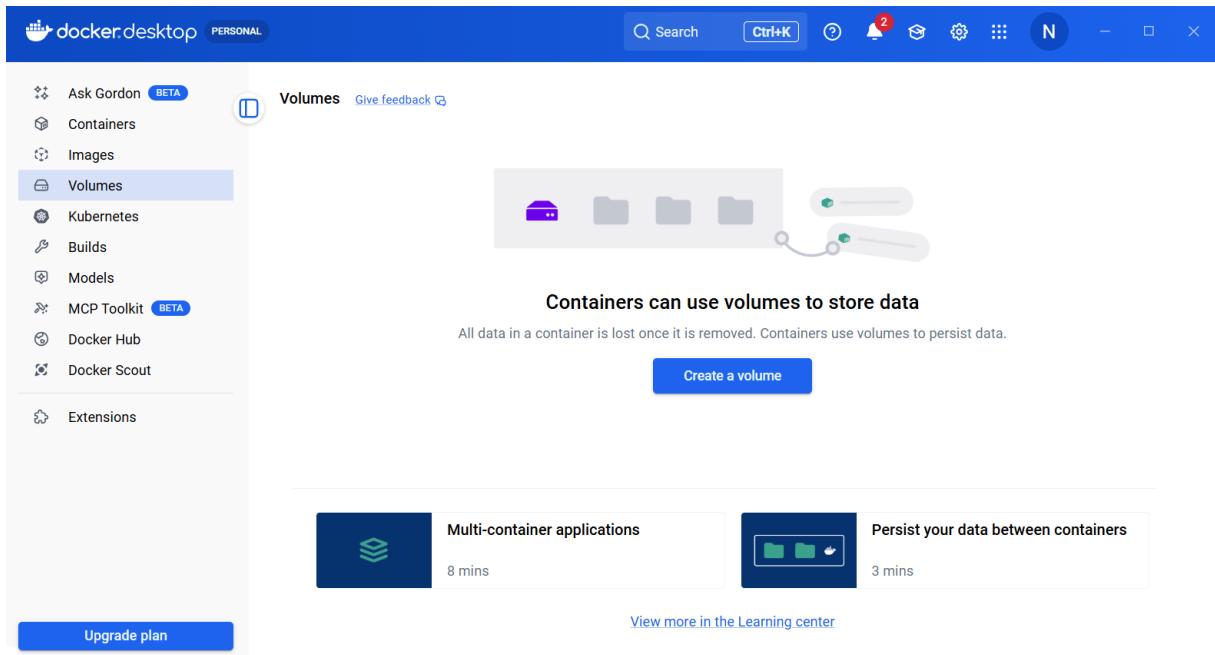 docker.desktop PERSONAL
Search Ctrl+K
2
N
Ask Gordon BETA
Containers
Images
Volumes
Kubernetes
Builds
Models
MCP Toolkit BETA
Docker Hub
Docker Scout
Extensions
Upgrade plan
Volumes Give feedback
Containers can use volumes to store data
All data in a container is lost once it is removed. Containers use volumes to persist data.
Create a volume
Multi-container applications
8 mins
Persist your data between containers
3 mins
View more in the Learning center